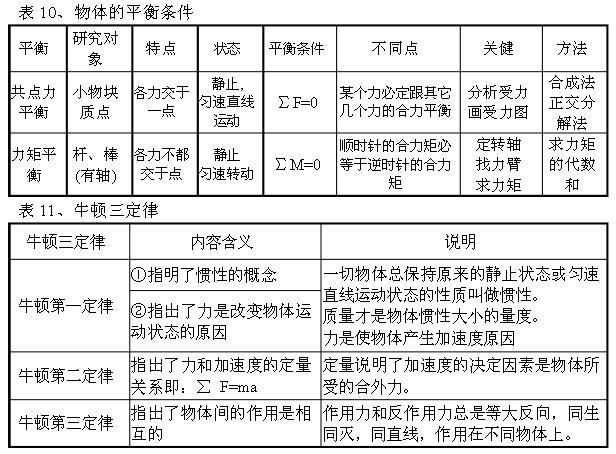 表 10、物体的平衡条件
平衡 研究对 特点 状态 平衡条件 不同点 关健 方法
象
共点力 小物块 各力交于 静止, ∑F=0 某个力必定跟其它 分析受力 合成法
平衡 质点 一点 匀速直线 几个力的合力平衡 画受力图 正交分
运动 解法
力矩平 杆、棒 各力不都 静止 ∑M=0 顺时针的合力矩必 定转轴 求力矩
衡 (有轴) 交于点 匀速转动 等于逆时针的合力 找力臂 的代数
矩 求力矩 和
表 11、牛顿三定律
牛顿三定律 内容含义 说明
牛顿第一定律 ①指明了惯性的概念 一切物体总保持原来的静止状态或匀速
直线运动状态的性质叫做惯性。
②指出了力是改变物体运 质量才是物体惯性大小的量度。
动状态的原因 力是使物体产生加速度原因
牛顿第二定律 指出了力和加速度的定量 定量说明了加速度的决定因素是物体所
关系即：∑ F=ma 受的合外力。
牛顿第三定律 指出了物体间的作用是相 作用力和反作用力总是等大反向，同生
互的 同灭，同直线，作用在不同物体上。